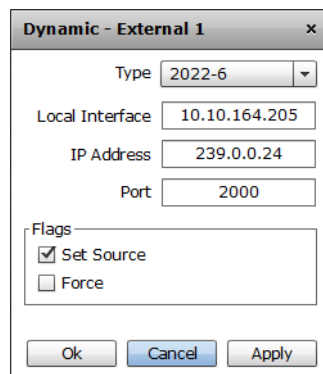 Dynamic - External 1 ×
Type 2022-6
Local Interface 10.10.164.205
IP Address 239.0.0.24
Port 2000
Flags
Set Source
Force
Ok Cancel Apply